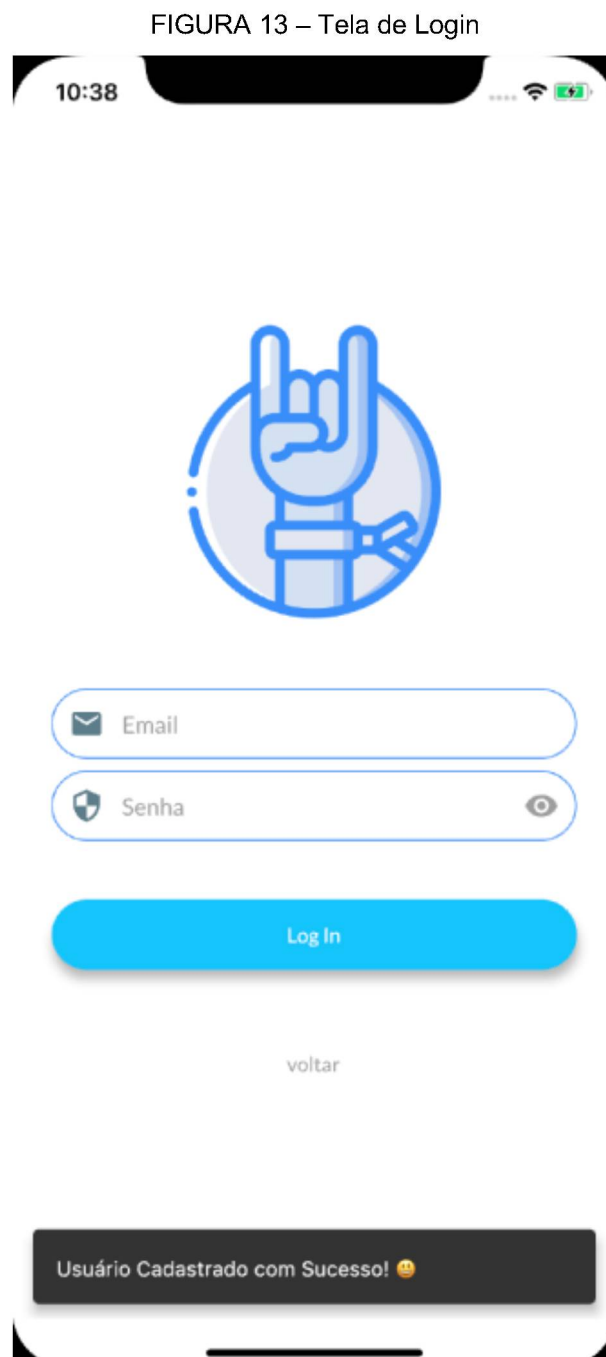 FIGURA 13 – Tela de Login
10:38
Email
Senha
Log In
voltar
Usuário Cadastrado com Sucesso! 😀